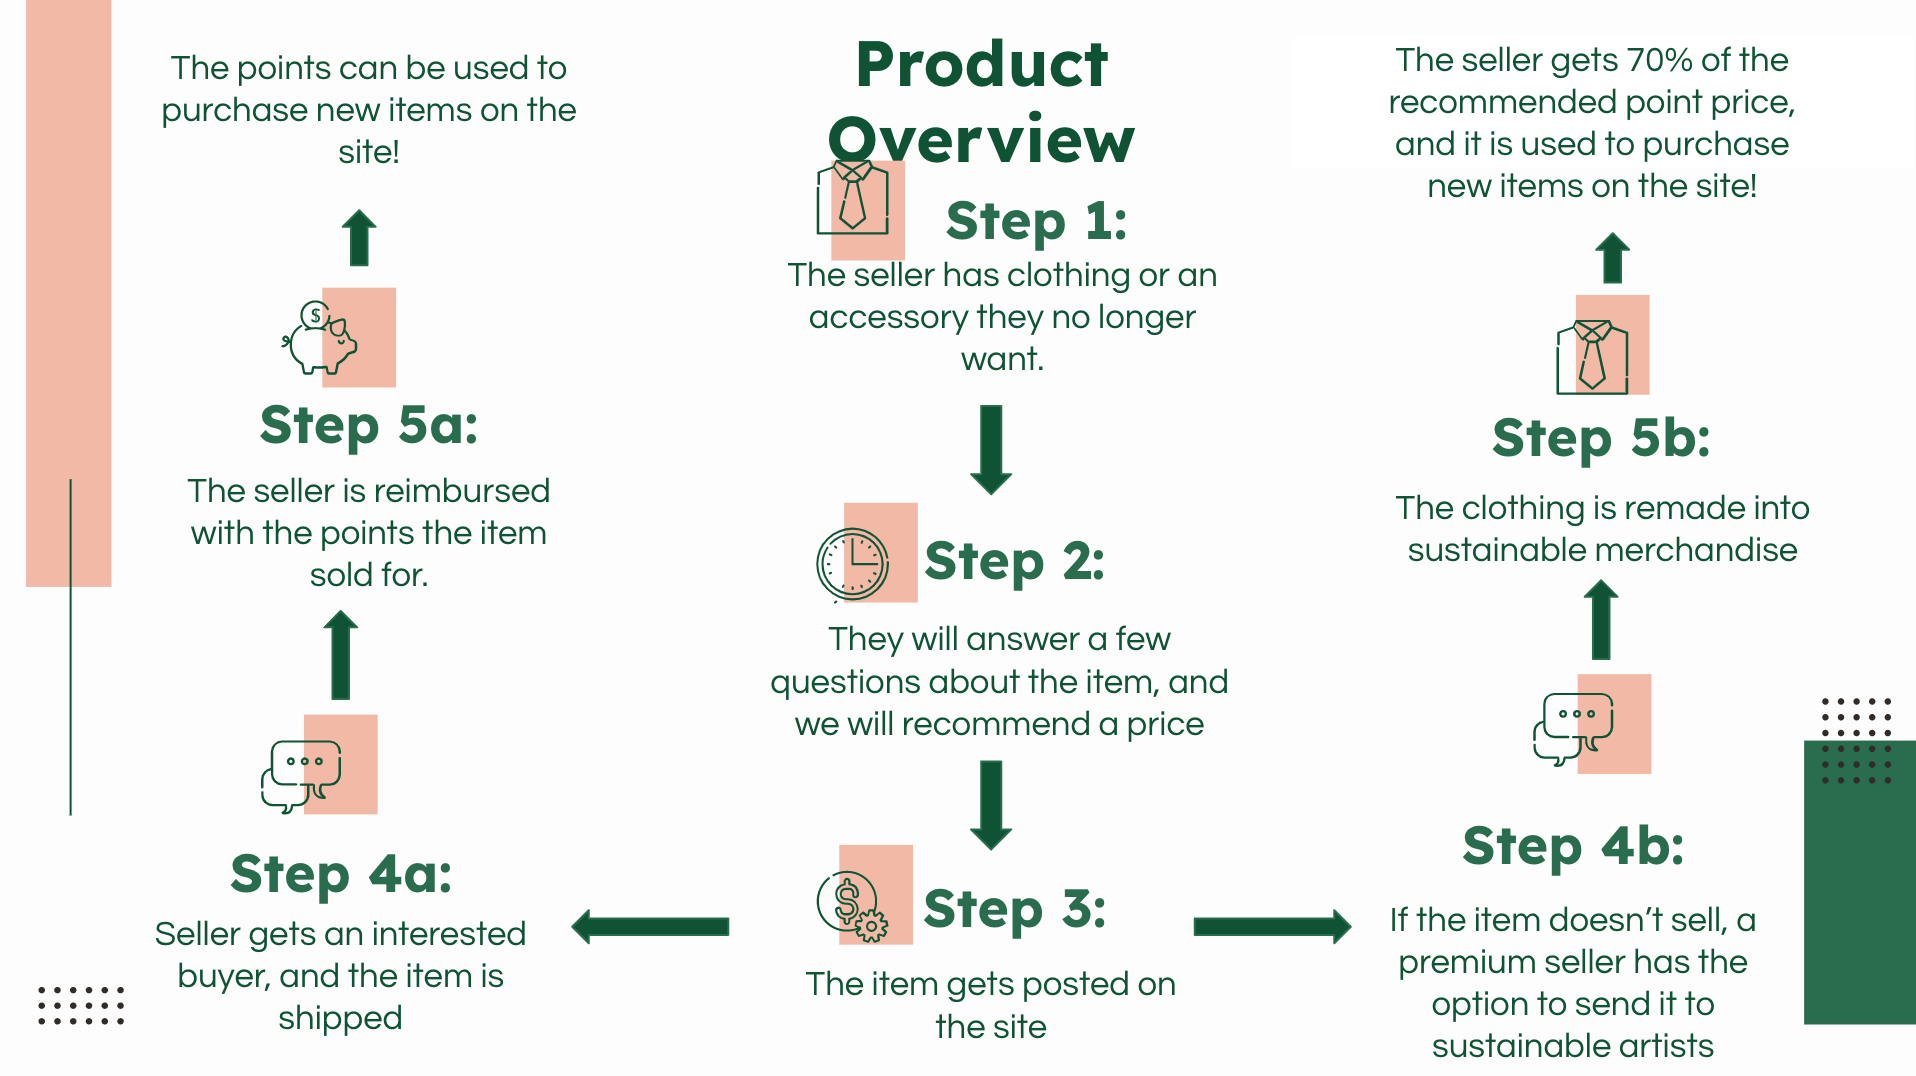 Product
Overview
Step 1:
The seller has clothing or an
accessory they no longer
want.
Step 2:
They will answer a few
questions about the item, and
we will recommend a price
Step 3:
The item gets posted on
the site
Step 4a:
Seller gets an interested
buyer, and the item is
shipped
Step 5a:
The seller is reimbursed
with the points the item
sold for.
$
The points can be used to
purchase new items on the
site!
Step 4b:
If the item doesn’t sell, a
premium seller has the
option to send it to
sustainable artists
Step 5b:
The clothing is remade into
sustainable merchandise
The seller gets 70% of the
recommended point price,
and it is used to purchase
new items on the site!
$